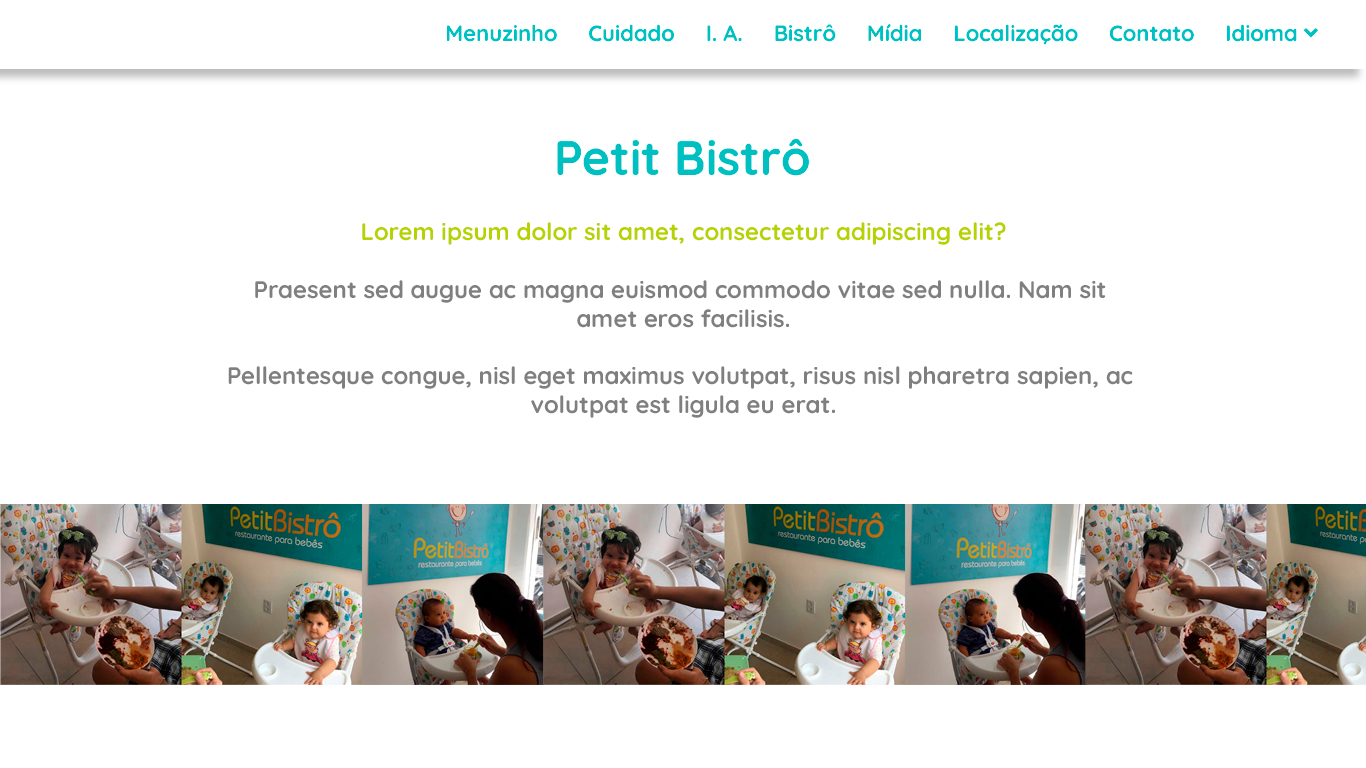 Menuzinho Cuidado I. A. Bistrô Mídia Localização Contato Idioma
Petit Bistrô
Lorem ipsum dolor sit amet, consectetur adipiscing elit?
Praesent sed augue ac magna euismod commodo vitae sed nulla. Nam sit
amet eros facilisis.
Pellentesque congue, nisl eget maximus volutpat, risus nisl pharetra sapien, ac
volutpat est ligula eu erat.
PetitBistrô
restaurante para bebês
PetitBistrô
restaurante para bebês
PetitBistrô
restaurante para bebês
PetitBistrô
restaurante para bebês
PetitBi
restaurante pa